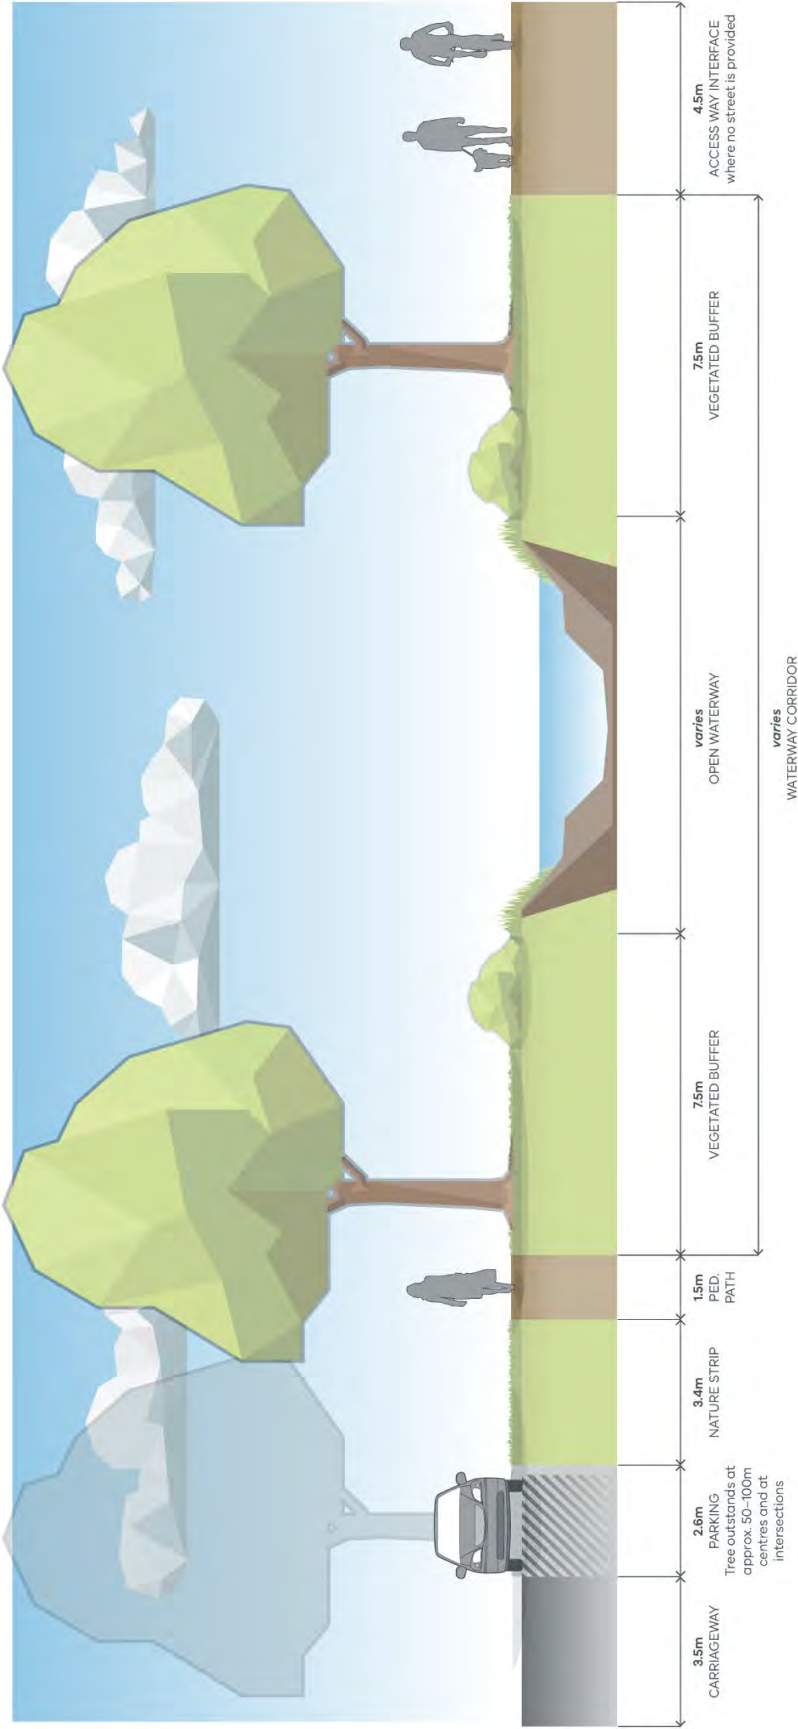 3.5m
CARRIAGEWAY
2.6m
PARKING
Tree outstands at
approx. 50–100m
centres and at
intersections
3.4m
NATURE STRIP
1.5m
PED.
PATH
7.5m
VEGETATED BUFFER
varies
OPEN WATERWAY
7.5m
VEGETATED BUFFER
4.5m
ACCESS WAY INTERFACE
where no street is provided
varies
WATERWAY CORRIDOR